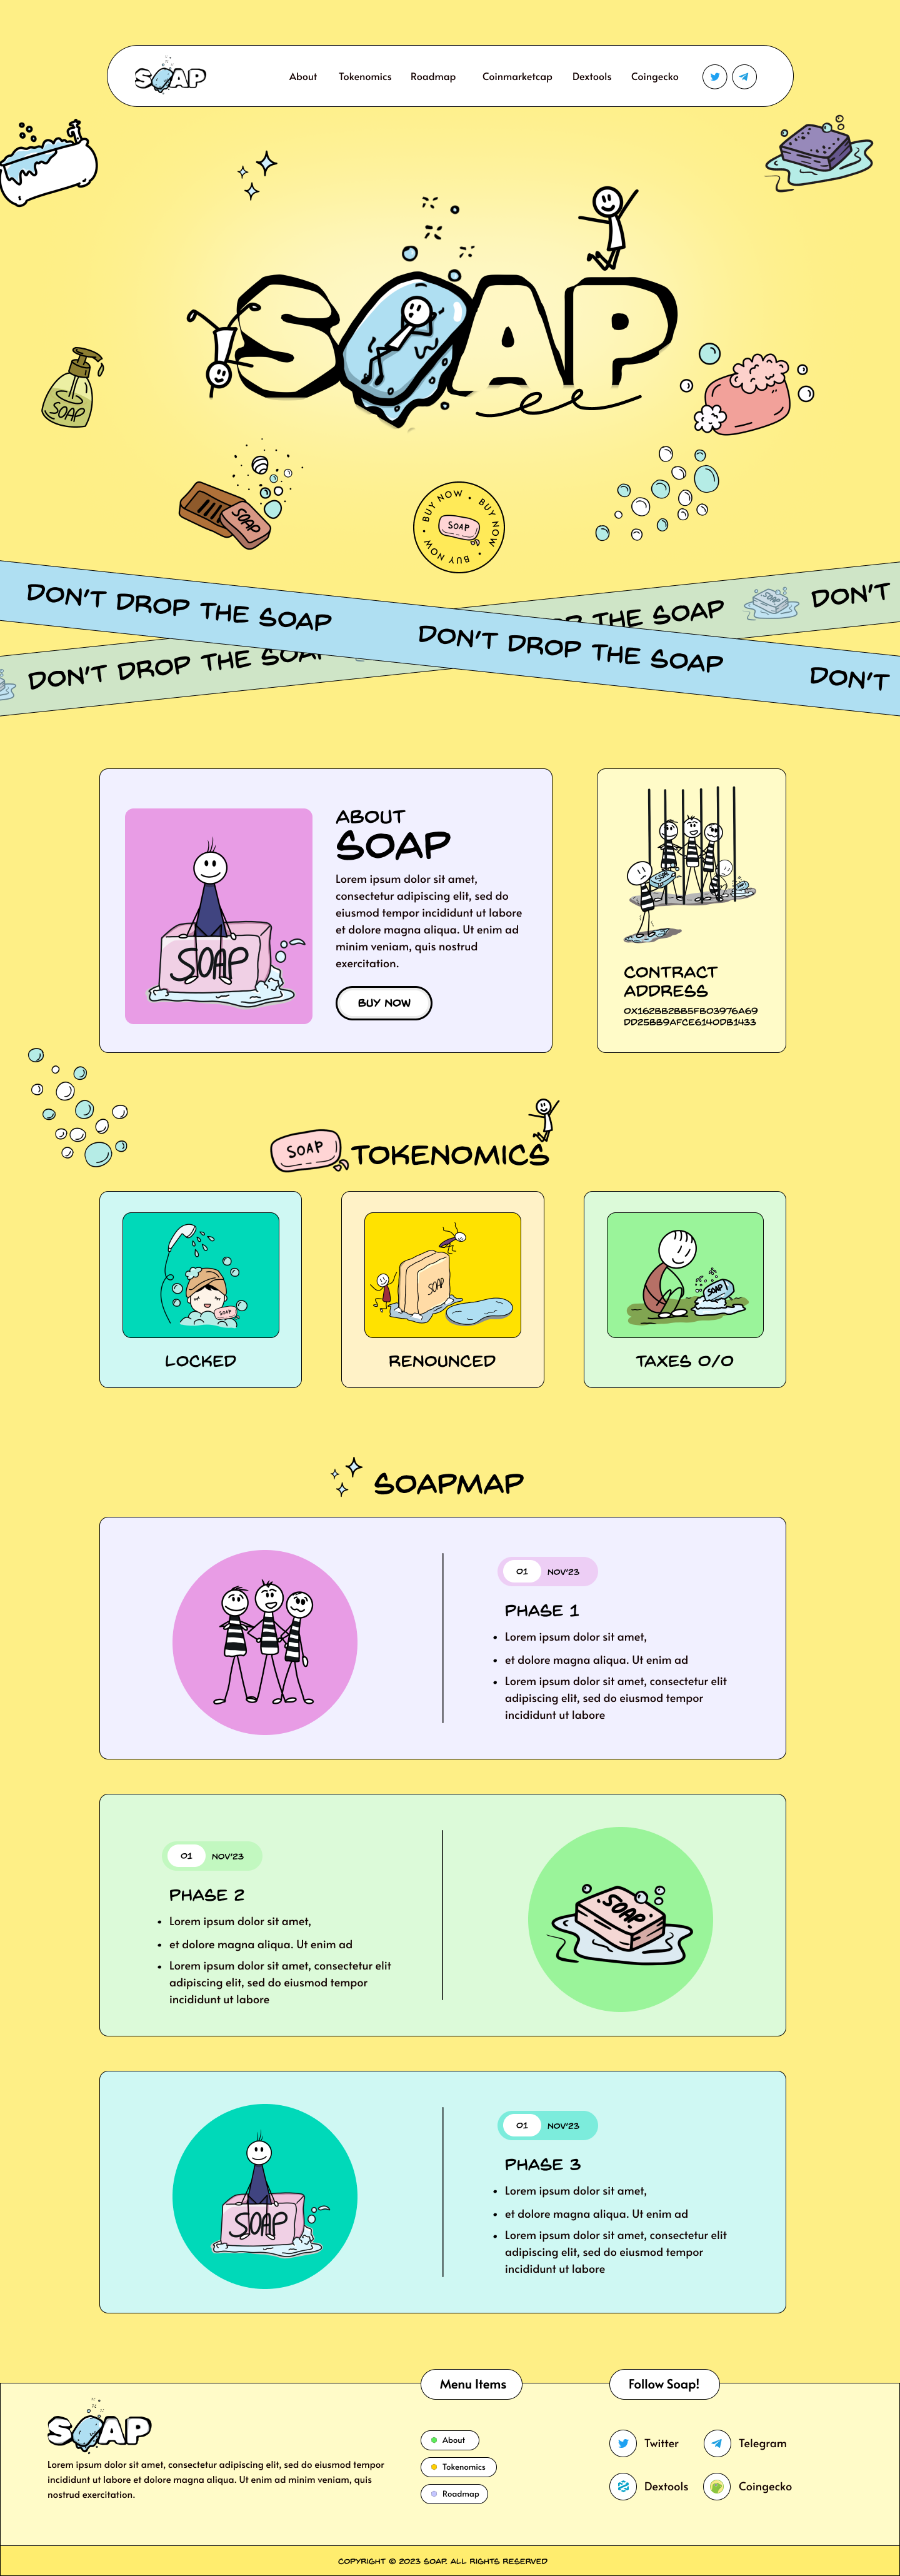 SOAP
About Tokenomics Roadmap Coinmarketcap Dextools Coingecko
SOAP
SOAP
SOAP
BUY NOW • BUY NOW • BUY NOW • BUY NOW •
SOAP
DON'T DROP THE SOAP DON'T DROP THE SOAP DON'T
DON'T DROP THE SOAP THE SOAP DON'T
ABOUT
SOAP
Lorem ipsum dolor sit amet,
consectetur adipiscing elit, sed do
eiusmod tempor incididunt ut labore
et dolore magna aliqua. Ut enim ad
minim veniam, quis nostrud
exercitation.
BUY NOW
SOAP
SOAP
CONTRACT
ADDRESS
0X162BB2BB5FB03976A69
DD25BB9AFCE6140DB1433
SOAP
TOKENOMICS
SOAP
LOCKED
SOAP
RENOUNCED
SOAP
TAXES 0/0
SOAPMAP
01 NOV'23
PHASE 1
• Lorem ipsum dolor sit amet,
• et dolore magna aliqua. Ut enim ad
• Lorem ipsum dolor sit amet, consectetur elit
adipiscing elit, sed do eiusmod tempor
incididunt ut labore
01 NOV'23
PHASE 2
• Lorem ipsum dolor sit amet,
• et dolore magna aliqua. Ut enim ad
• Lorem ipsum dolor sit amet, consectetur elit
adipiscing elit, sed do eiusmod tempor
incididunt ut labore
SOAP
01 NOV'23
PHASE 3
• Lorem ipsum dolor sit amet,
• et dolore magna aliqua. Ut enim ad
• Lorem ipsum dolor sit amet, consectetur elit
adipiscing elit, sed do eiusmod tempor
incididunt ut labore
SOAP
SOAP
Lorem ipsum dolor sit amet, consectetur adipiscing elit, sed do eiusmod tempor
incididunt ut labore et dolore magna aliqua. Ut enim ad minim veniam, quis
nostrud exercitation.
Menu Items
About
Tokenomics
Roadmap
Follow Soap!
Twitter Telegram
Dextools Coingecko
COPYRIGHT © 2023 SOAP. ALL RIGHTS RESERVED